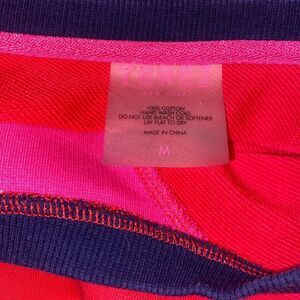 100% COTTON
HAND WASH COLD
DO NOT USE BLEACH OR SOFTENER
LAY FLAT TO DRY
MADE IN CHINA
M